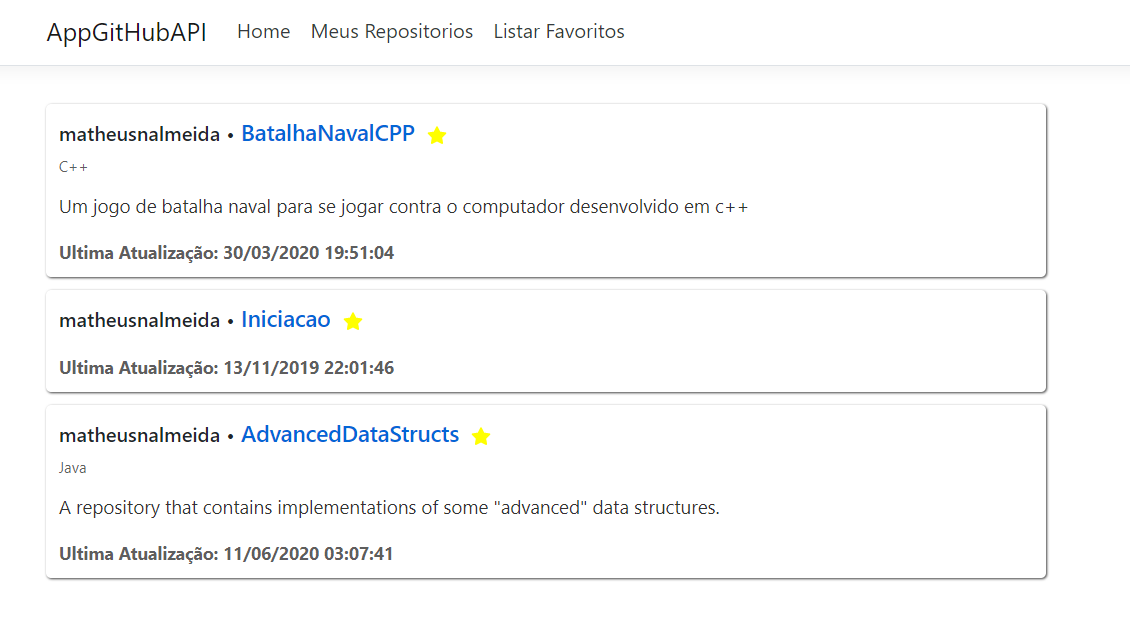 AppGitHubAPI Home Meus Repositorios Listar Favoritos
matheusnalmeida • BatalhaNavalCPP
C++
Um jogo de batalha naval para se jogar contra o computador desenvolvido em c++
Ultima Atualização: 30/03/2020 19:51:04
matheusnalmeida • Iniciacao
Ultima Atualização: 13/11/2019 22:01:46
matheusnalmeida • AdvancedDataStructs
Java
A repository that contains implementations of some "advanced" data structures.
Ultima Atualização: 11/06/2020 03:07:41